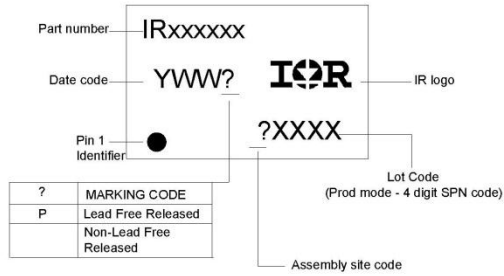 Part number
IRxxxxxx
Date code
YWW?
IOR
IR logo
Pin 1
Identifier
?XXXX
Lot Code
(Prod mode - 4 digit SPN code)
? MARKING CODE
P Lead Free Released
Non-Lead Free
Released
Assembly site code